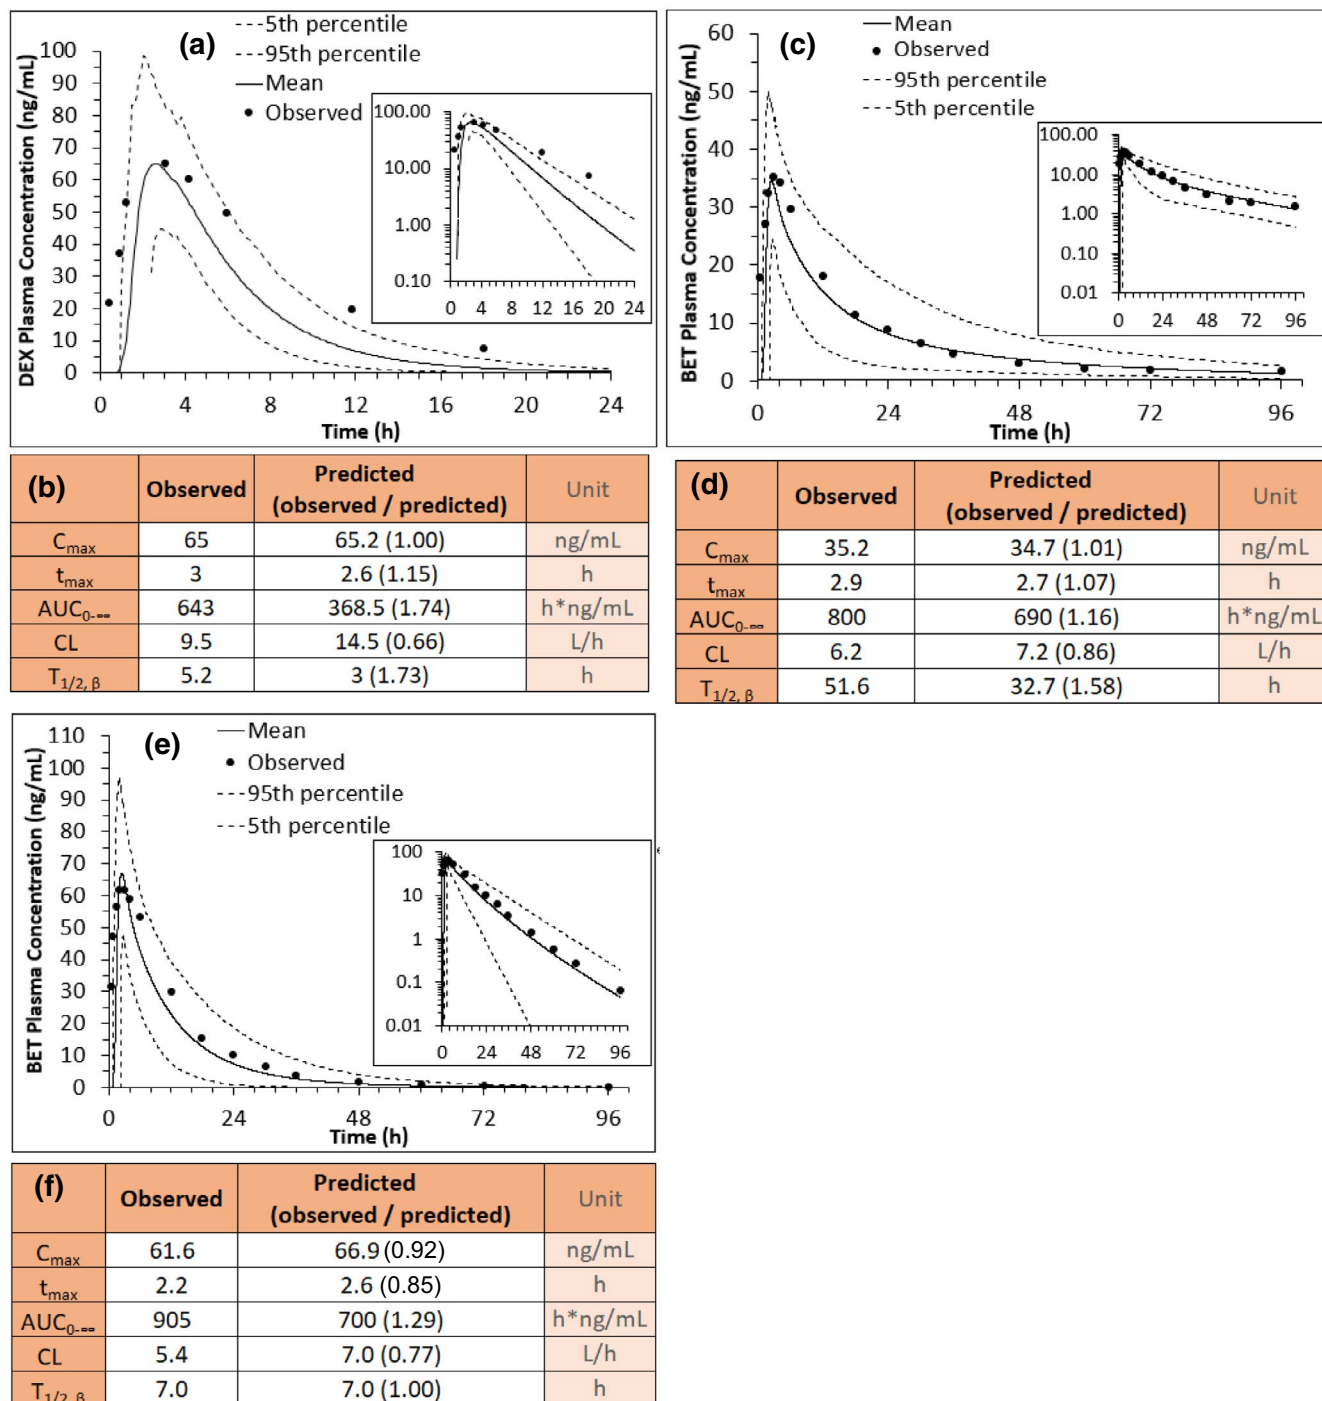 (a)
--- 5th percentile
--- 95th percentile
— Mean
• Observed
DEX Plasma Concentration (ng/mL)
100
90
80
70
60
50
40
30
20
10
0
0 4 8 12 16 20 24
Time (h)
100.00
10.00
1.00
0.10
0 4 8 12 16 20 24
(c)
— Mean
• Observed
--- 95th percentile
--- 5th percentile
BET Plasma Concentration (ng/mL)
60
50
40
30
20
10
0
0 24 48 72 96
Time (h)
100.00
10.00
1.00
0.10
0.01
0 24 48 72 96
(b) Observed Predicted (observed / predicted) Unit
Cmax 65 65.2 (1.00) ng/mL
tmax 3 2.6 (1.15) h
AUC0-∞ 643 368.5 (1.74) h*ng/mL
CL 9.5 14.5 (0.66) L/h
T1/2, β 5.2 3 (1.73) h
(d) Observed Predicted (observed / predicted) Unit
Cmax 35.2 34.7 (1.01) ng/mL
tmax 2.9 2.7 (1.07) h
AUC0-∞ 800 690 (1.16) h*ng/mL
CL 6.2 7.2 (0.86) L/h
T1/2, β 51.6 32.7 (1.58) h
(e)
— Mean
• Observed
--- 95th percentile
--- 5th percentile
BET Plasma Concentration (ng/mL)
110
100
90
80
70
60
50
40
30
20
10
0
0 24 48 72 96
Time (h)
100
10
1
0.1
0.01
0 24 48 72 96
(f) Observed Predicted (observed / predicted) Unit
Cmax 61.6 66.9 (0.92) ng/mL
tmax 2.2 2.6 (0.85) h
AUC0-∞ 905 700 (1.29) h*ng/mL
CL 5.4 7.0 (0.77) L/h
T1/2, β 7.0 7.0 (1.00) h